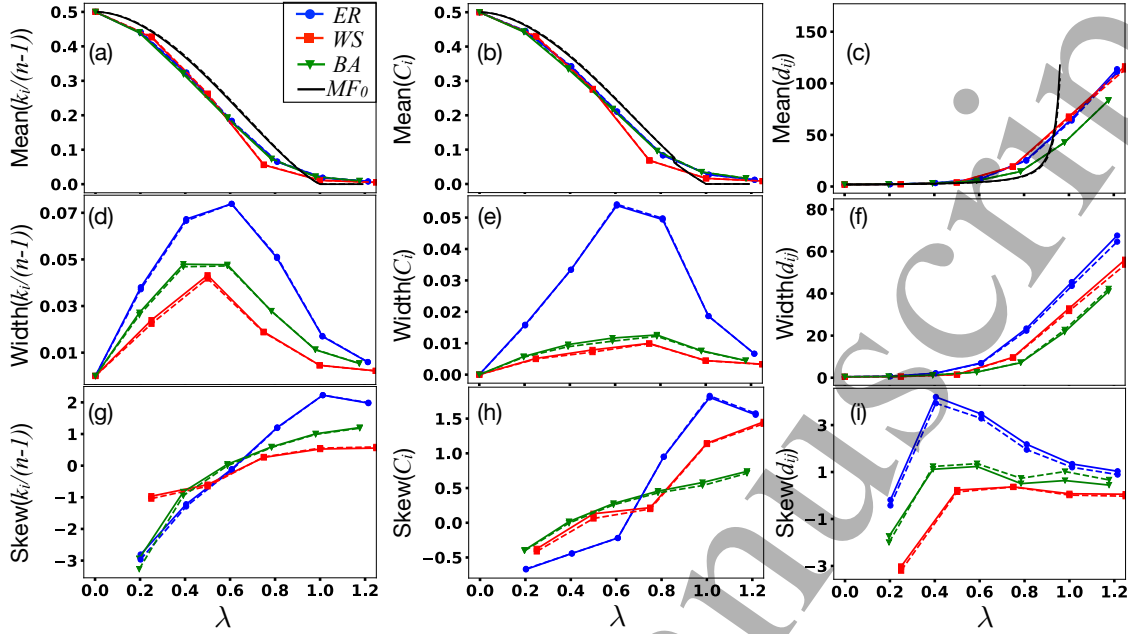 Mean(kᵢ/(n-1))
0.5
0.4
0.3
0.2
0.1
0.0
(a)
ER
WS
BA
MF₀
Mean(Cᵢ)
0.5
0.4
0.3
0.2
0.1
0.0
(b)
Mean(dᵢⱼ)
150
100
50
0
(c)
Width(kᵢ/(n-1))
0.07
0.05
0.03
0.01
(d)
Width(Cᵢ)
0.05
0.04
0.03
0.02
0.01
0.00
(e)
Width(dᵢⱼ)
80
60
40
20
0
(f)
Skew(kᵢ/(n-1))
2
1
0
−1
−2
−3
(g)
0.0 0.2 0.4 0.6 0.8 1.0 1.2
λ
Skew(Cᵢ)
1.5
1.0
0.5
0.0
−0.5
(h)
0.0 0.2 0.4 0.6 0.8 1.0 1.2
λ
Skew(dᵢⱼ)
3
1
−1
−3
(i)
0.0 0.2 0.4 0.6 0.8 1.0 1.2
λ
nuscrip